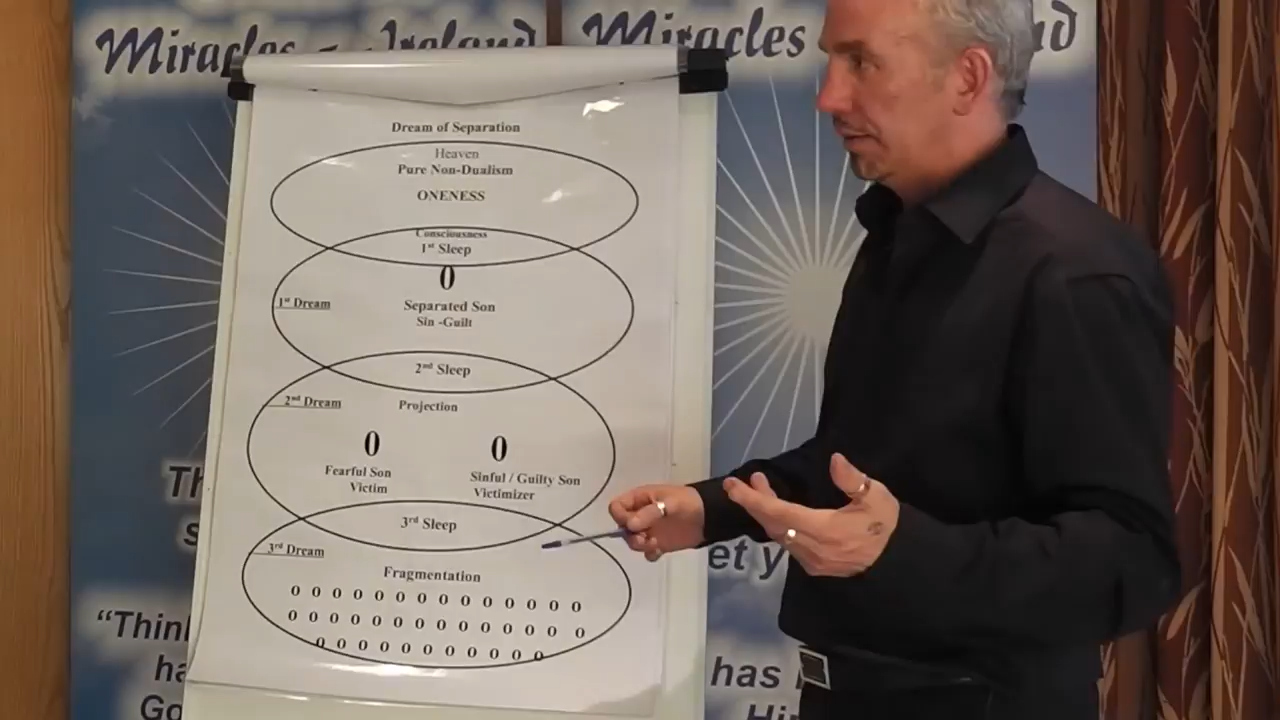 Miracles - Ireland Miracles
Dream of Separation
Heaven
Pure Non-Dualism
ONENESS
Consciousness
1st Sleep
0
1st Dream
Separated Son
Sin -Guilt
2nd Sleep
2nd Dream
Projection
0 0
Fearful Son
Victim
Sinful / Guilty Son
Victimizer
3rd Sleep
3rd Dream
Fragmentation
0 0 0 0 0 0 0 0 0 0 0 0 0 0
0 0 0 0 0 0 0 0 0 0 0 0 0 0
0 0 0 0 0 0 0 0 0 0 0
et y
"Thin
has